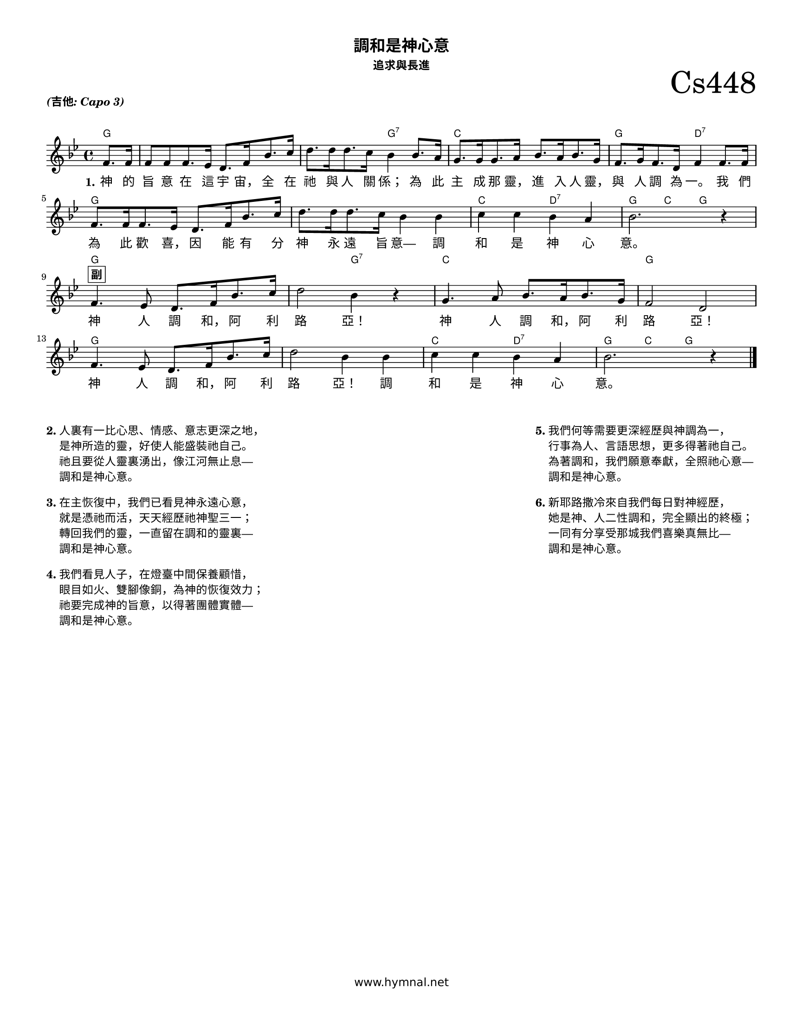 調和是神心意
追求與長進
Cs448
(吉他: Capo 3)
G G7 C G D7
1. 神 的 旨 意 在 這 宇 宙， 全 在 祂 與 人 關 係； 為 此 主 成 那 靈， 進 入 人 靈， 與 人 調 為 一。 我 們
5
G C D7 G C G
為 此 歡 喜， 因 能 有 分 神 永 遠 旨 意— 調 和 是 神 心 意。
9
G G7 C G
副
神 人 調 和， 阿 利 路 亞！ 神 人 調 和， 阿 利 路 亞！
13
G C D7 G C G
神 人 調 和， 阿 利 路 亞！ 調 和 是 神 心 意。
2. 人裏有一比心思、情感、意志更深之地，
是神所造的靈，好使人能盛裝祂自己。
祂且要從人靈裏湧出，像江河無止息—
調和是神心意。
3. 在主恢復中，我們已看見神永遠心意，
就是憑祂而活，天天經歷祂神聖三一；
轉回我們的靈，一直留在調和的靈裏—
調和是神心意。
4. 我們看見人子，在燈臺中間保養顧惜，
眼目如火、雙腳像銅，為神的恢復效力；
祂要完成神的旨意，以得著團體實體—
調和是神心意。
5. 我們何等需要更深經歷與神調為一，
行事為人、言語思想，更多得著祂自己。
為著調和，我們願意奉獻，全照祂心意—
調和是神心意。
6. 新耶路撒冷來自我們每日對神經歷，
她是神、人二性調和，完全顯出的終極；
一同有分享受那城我們喜樂真無比—
調和是神心意。
www.hymnal.net